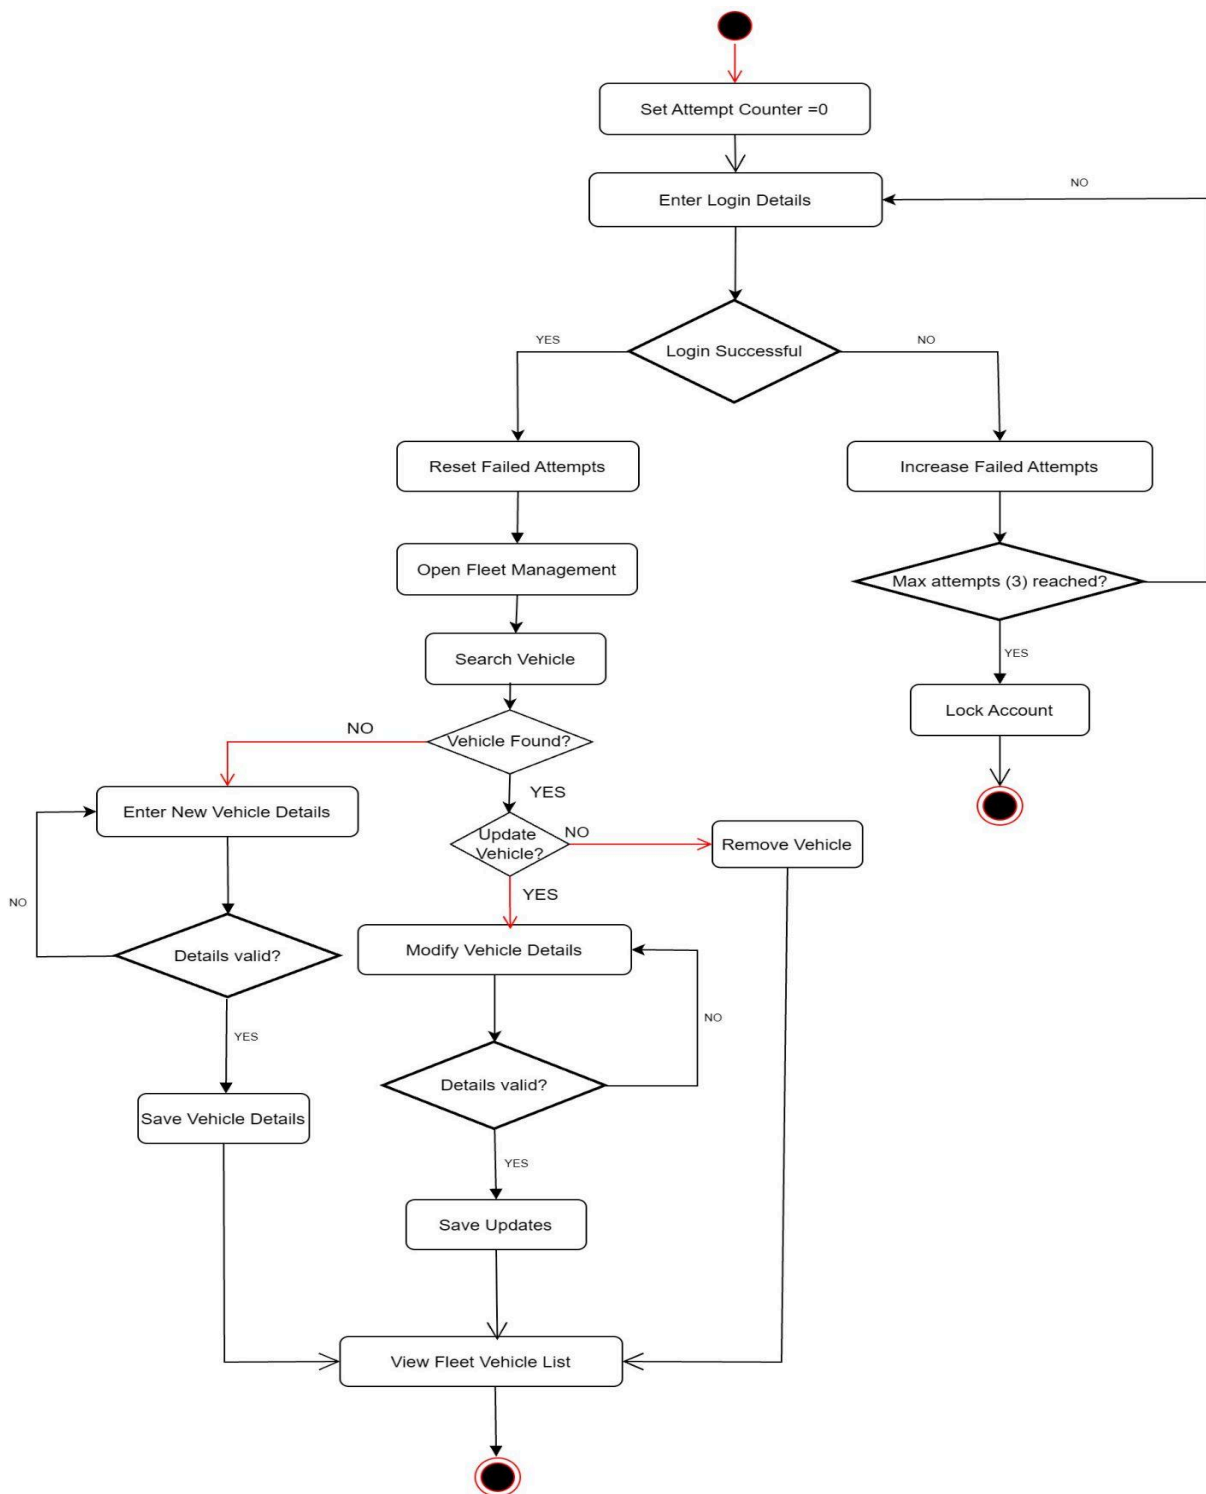 Set Attempt Counter =0
Enter Login Details
NO
Login Successful
YES
NO
Reset Failed Attempts
Increase Failed Attempts
Open Fleet Management
Max attempts (3) reached?
Search Vehicle
YES
Lock Account
NO
Vehicle Found?
YES
Enter New Vehicle Details
Update
Vehicle?
NO
Remove Vehicle
YES
NO
Details valid?
Modify Vehicle Details
NO
YES
Details valid?
Save Vehicle Details
YES
Save Updates
View Fleet Vehicle List